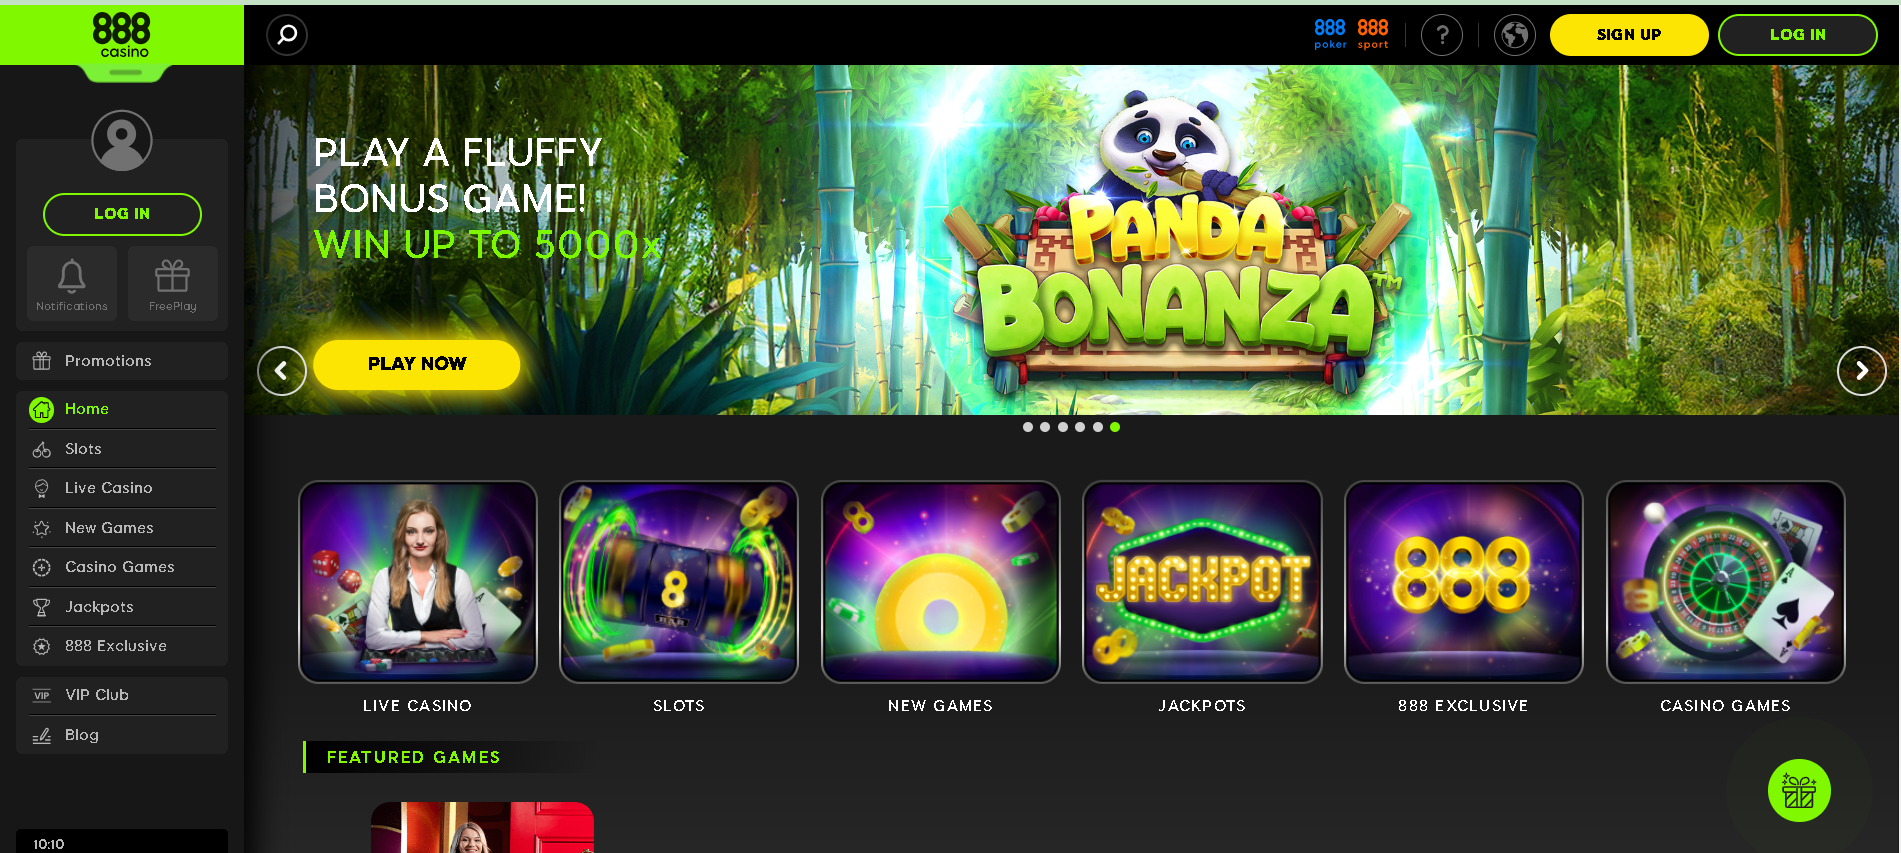 888
casino
888
poker
888
sport
?
SIGN UP
LOG IN
LOG IN
Notifications
FreePlay
Promotions
Home
Slots
Live Casino
New Games
Casino Games
Jackpots
888 Exclusive
VIP
VIP Club
Blog
10:10
PLAY A FLUFFY
BONUS GAME!
WIN UP TO 5000x
PLAY NOW
PANDA
BONANZA™
8
BAR
JACKPOT
888
LIVE CASINO
SLOTS
NEW GAMES
JACKPOTS
888 EXCLUSIVE
CASINO GAMES
FEATURED GAMES